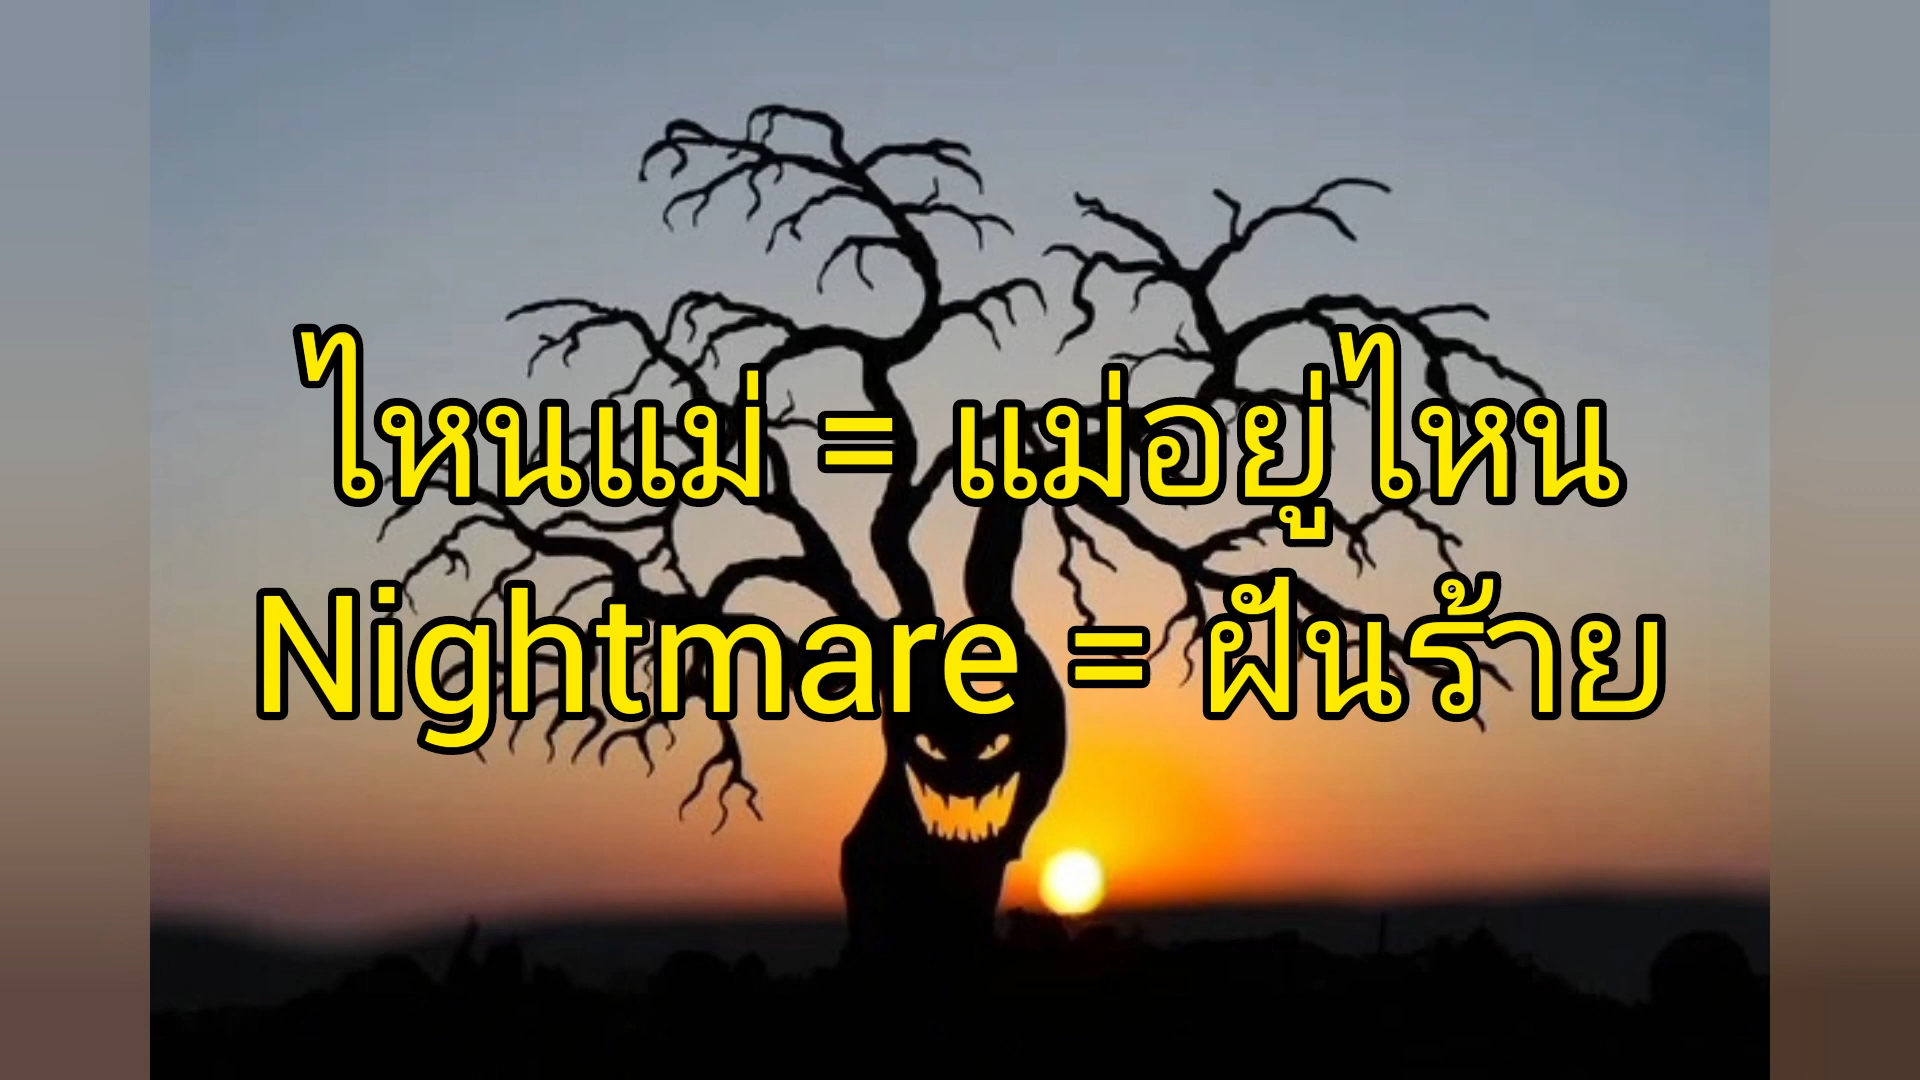 ไหนแม่ = แม่อยู่ไหน
Nightmare = ฝันร้าย